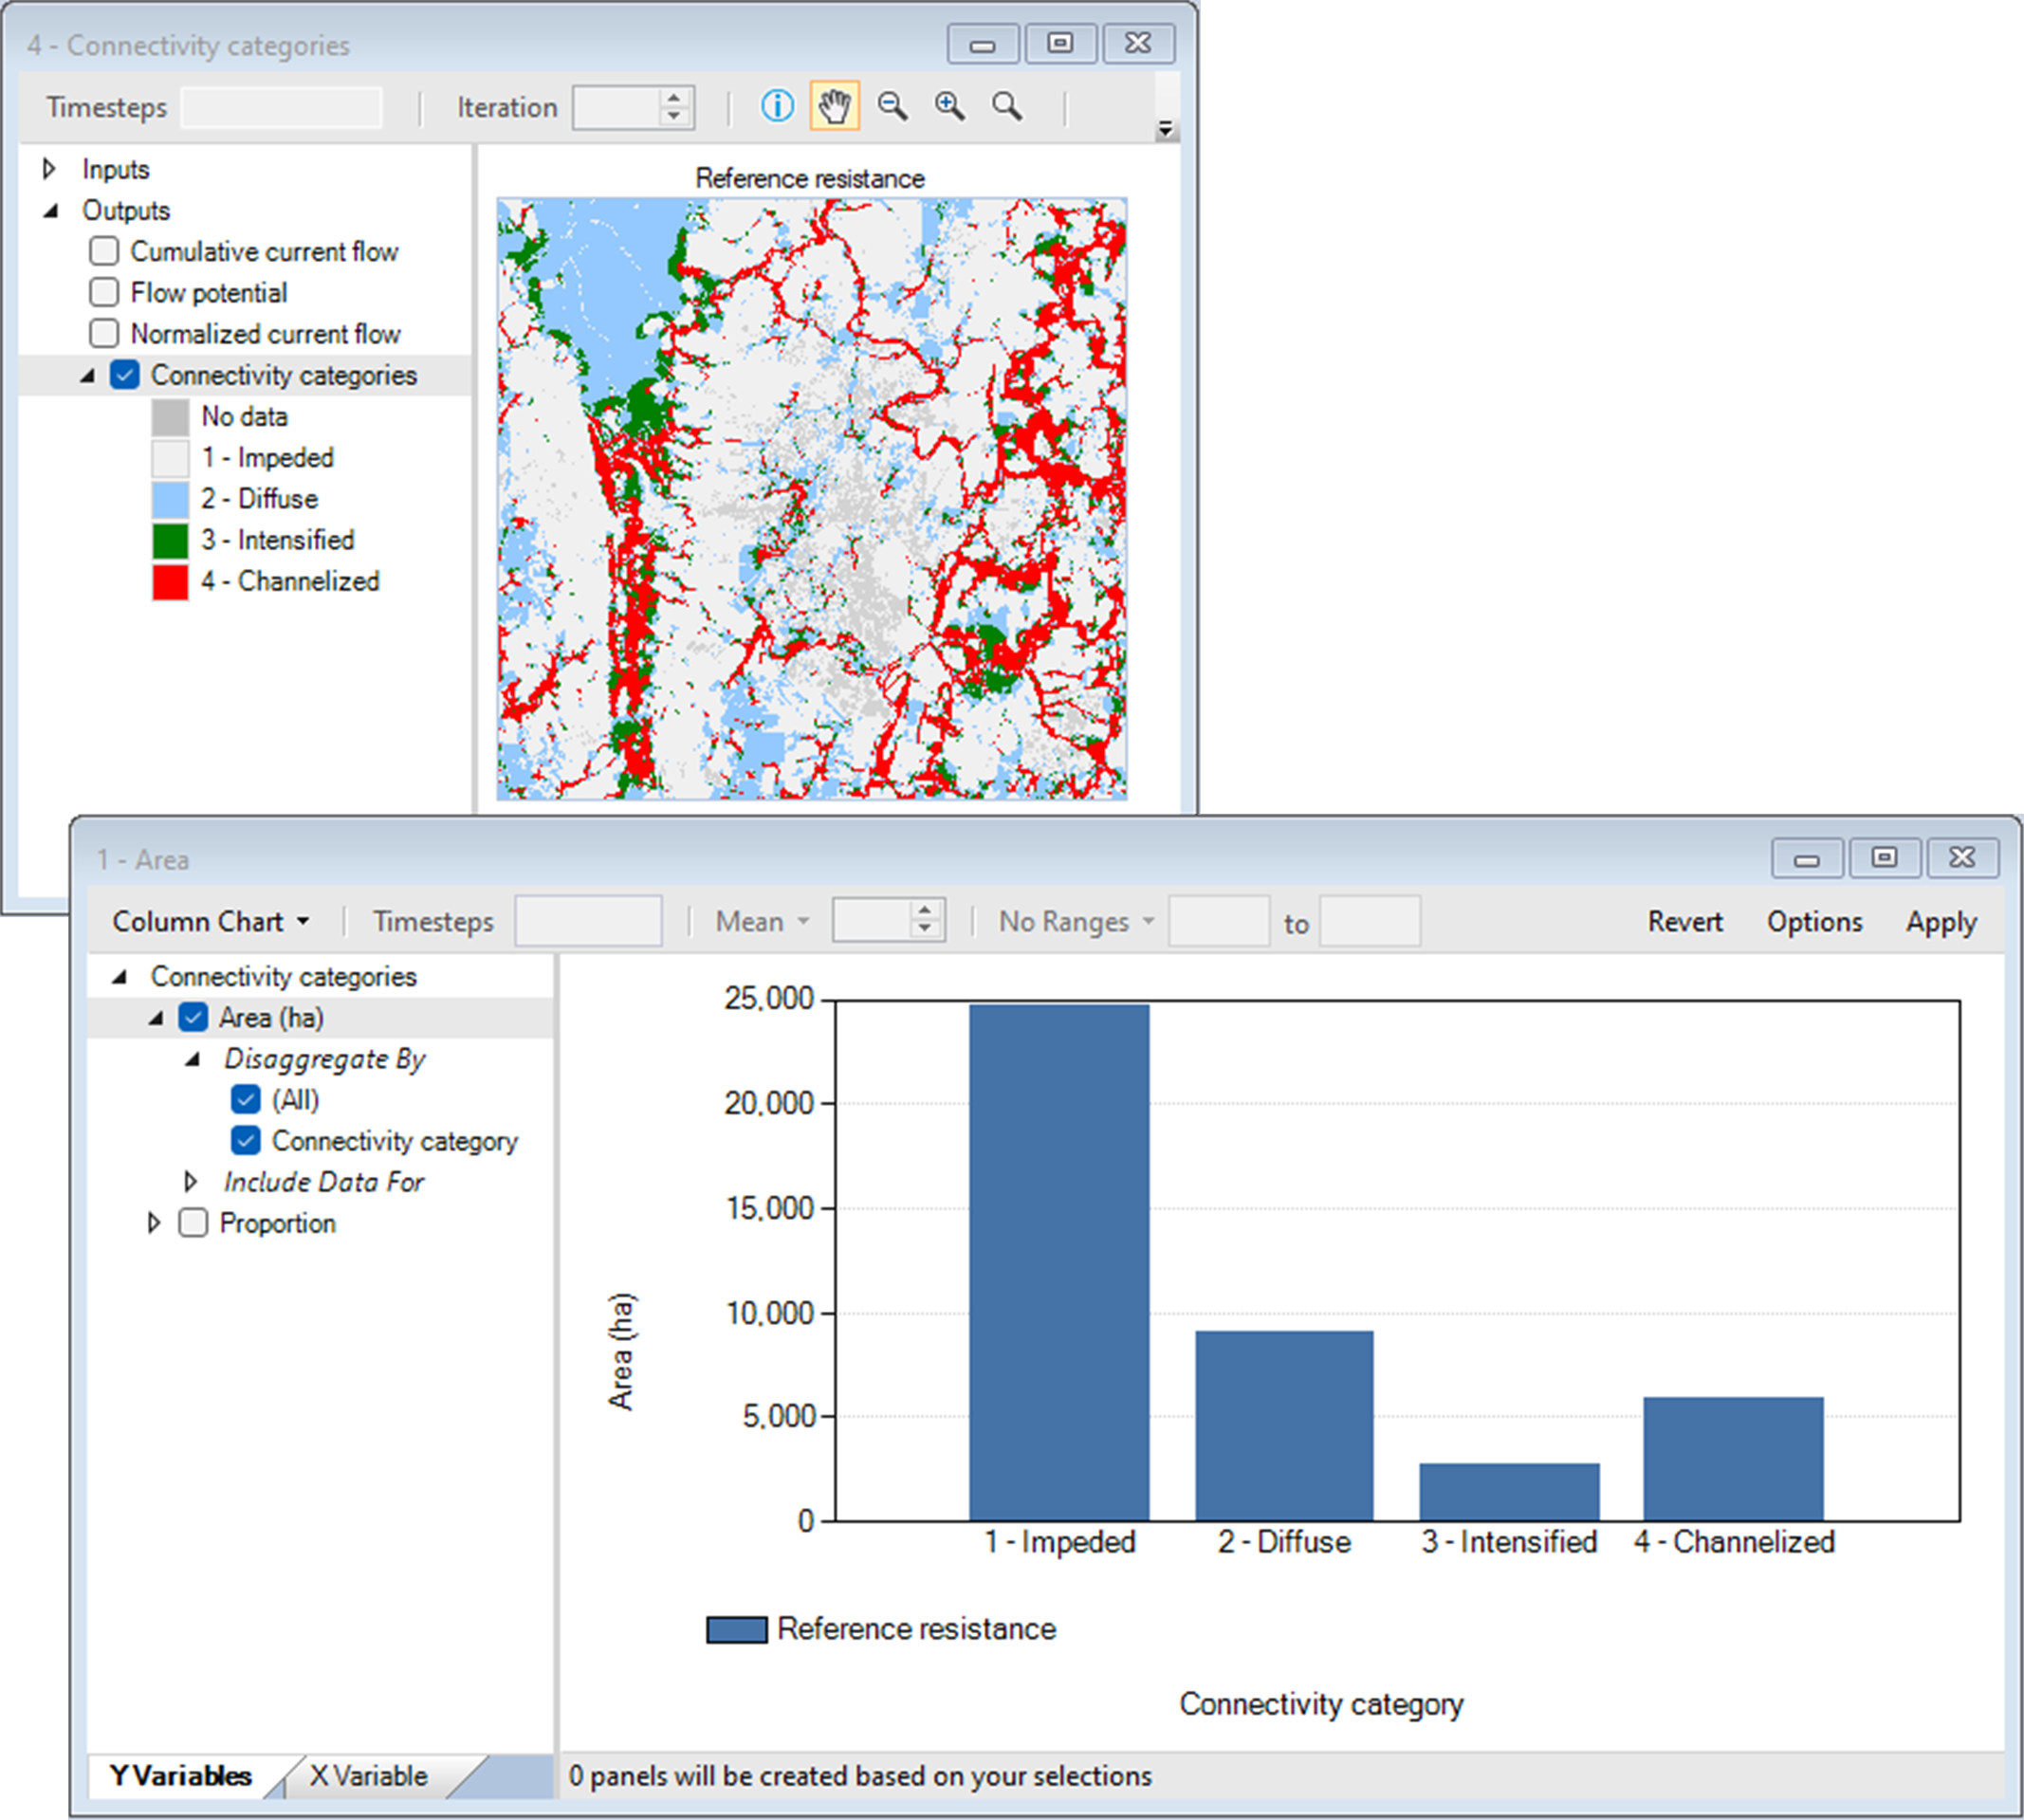 4 - Connectivity categories
Timesteps
Iteration
Inputs
Outputs
Cumulative current flow
Flow potential
Normalized current flow
Connectivity categories
No data
1 - Impeded
2 - Diffuse
3 - Intensified
4 - Channelized
Reference resistance
1 - Area
Column Chart
Timesteps
Mean
No Ranges
to
Revert
Options
Apply
Connectivity categories
Area (ha)
Disaggregate By
(All)
Connectivity category
Include Data For
Proportion
25,000
20,000
15,000
10,000
5,000
0
Area (ha)
1 - Impeded
2 - Diffuse
3 - Intensified
4 - Channelized
Reference resistance
Connectivity category
Y Variables
X Variable
0 panels will be created based on your selections